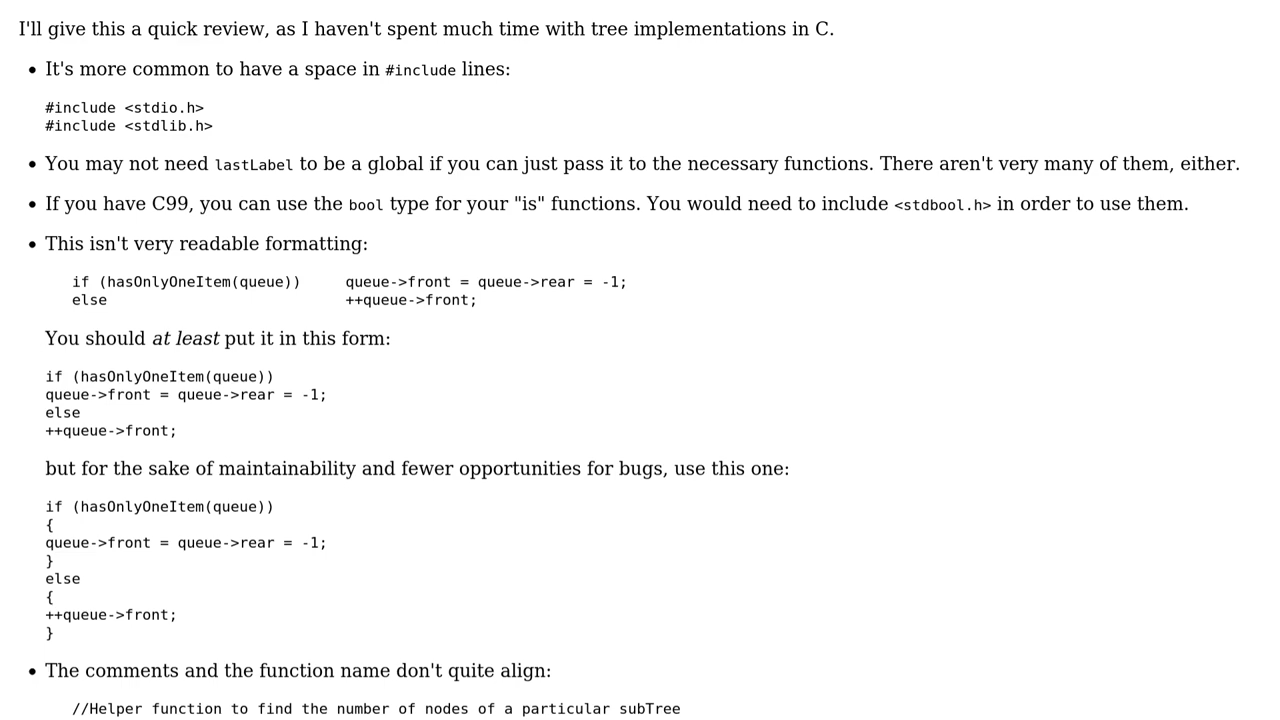 I'll give this a quick review, as I haven't spent much time with tree implementations in C.
• It's more common to have a space in #include lines:
#include <stdio.h>
#include <stdlib.h>
• You may not need lastLabel to be a global if you can just pass it to the necessary functions. There aren't very many of them, either.
• If you have C99, you can use the bool type for your "is" functions. You would need to include <stdbool.h> in order to use them.
• This isn't very readable formatting:
if (hasOnlyOneItem(queue))     queue->front = queue->rear = -1;
else                           ++queue->front;
You should at least put it in this form:
if (hasOnlyOneItem(queue))
queue->front = queue->rear = -1;
else
++queue->front;
but for the sake of maintainability and fewer opportunities for bugs, use this one:
if (hasOnlyOneItem(queue))
{
queue->front = queue->rear = -1;
}
else
{
++queue->front;
}
• The comments and the function name don't quite align:
//Helper function to find the number of nodes of a particular subTree